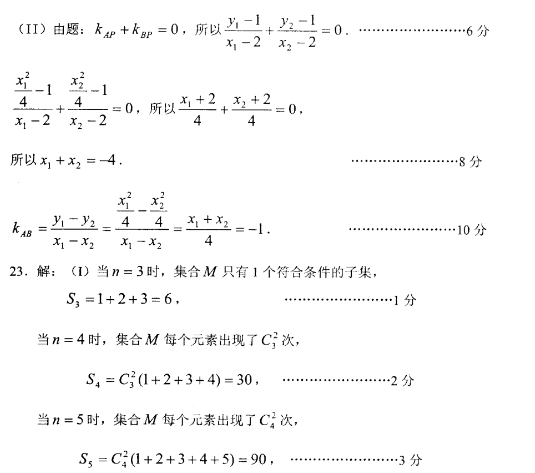 （II）由题：k_{AP} + k_{BP} = 0，所以 \frac{y_1-1}{x_1-2} + \frac{y_2-1}{x_2-2} = 0．……………………6 分
\frac{\frac{x_1^2}{4}-1}{x_1-2} + \frac{\frac{x_2^2}{4}-1}{x_2-2} = 0，所以 \frac{x_1+2}{4} + \frac{x_2+2}{4} = 0，
所以 x_1 + x_2 = -4．……………………8 分
k_{AB} = \frac{y_1-y_2}{x_1-x_2} = \frac{\frac{x_1^2}{4}-\frac{x_2^2}{4}}{x_1-x_2} = \frac{x_1+x_2}{4} = -1．……………………10 分
23．解：（I）当 n = 3 时，集合 M 只有 1 个符合条件的子集，
S_3 = 1+2+3 = 6，……………………1 分
当 n = 4 时，集合 M 每个元素出现了 C_3^2 次，
S_4 = C_3^2(1+2+3+4) = 30，……………………2 分
当 n = 5 时，集合 M 每个元素出现了 C_4^2 次，
S_5 = C_4^2(1+2+3+4+5) = 90，……………………3 分